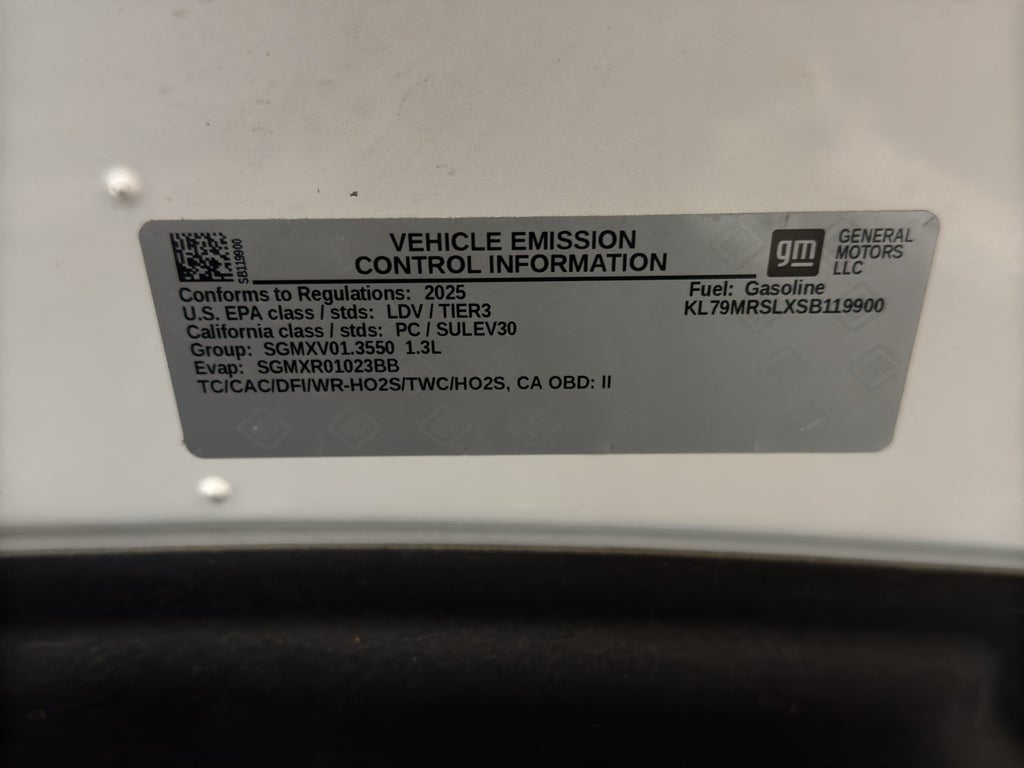 SB119900
VEHICLE EMISSION
CONTROL INFORMATION
gm
GENERAL
MOTORS
LLC
Conforms to Regulations: 2025
U.S. EPA class / stds: LDV / TIER3
California class / stds: PC / SULEV30
Group: SGMXV01.3550 1.3L
Evap: SGMXR01023BB
TC/CAC/DFI/WR-HO2S/TWC/HO2S, CA OBD: II
Fuel: Gasoline
KL79MRSLXSB119900